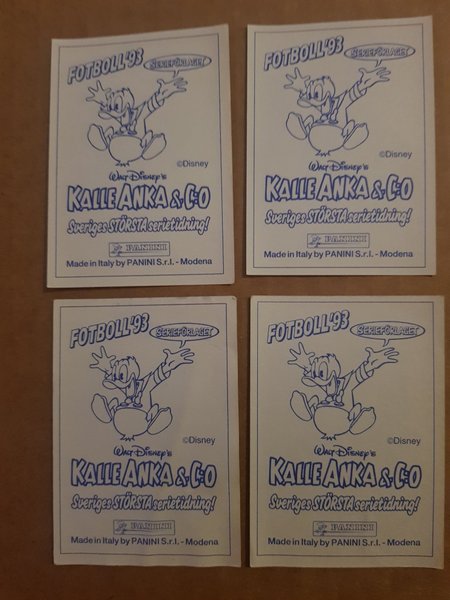 FOTBOLL'93
SERIEFÖRLAGET
©Disney
WALT DISNEY'S
KALLE ANKA & C:O
Sveriges STÖRSTA serietidning!
PANINI
Made in Italy by PANINI S.r.l. - Modena
FOTBOLL'93
SERIEFÖRLAGET
©Disney
WALT DISNEY'S
KALLE ANKA & C:O
Sveriges STÖRSTA serietidning!
PANINI
Made in Italy by PANINI S.r.l. - Modena
FOTBOLL'93
SERIEFÖRLAGET
©Disney
WALT DISNEY'S
KALLE ANKA & C:O
Sveriges STÖRSTA serietidning!
PANINI
Made in Italy by PANINI S.r.l. - Modena
FOTBOLL'93
SERIEFÖRLAGET
©Disney
WALT DISNEY'S
KALLE ANKA & C:O
Sveriges STÖRSTA serietidning!
PANINI
Made in Italy by PANINI S.r.l. - Modena